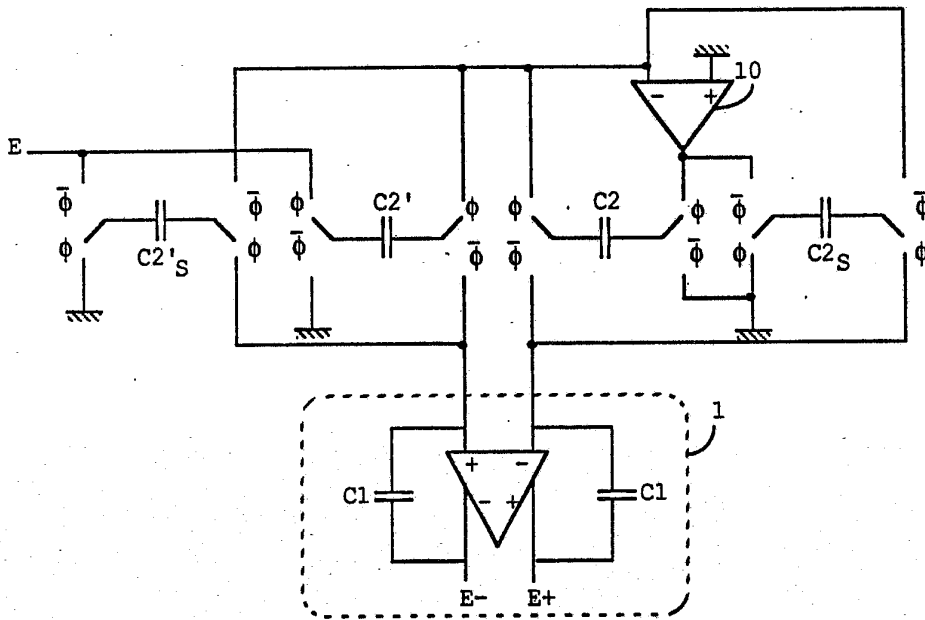 10
E
ϕ̄ ϕ̄ ϕ C2' ϕ ϕ C2 ϕ ϕ̄ C2S ϕ̄
ϕ C2'S ϕ ϕ̄ ϕ̄ ϕ̄ ϕ̄ ϕ ϕ
1
+ -
C1 - + C1
E- E+
- +